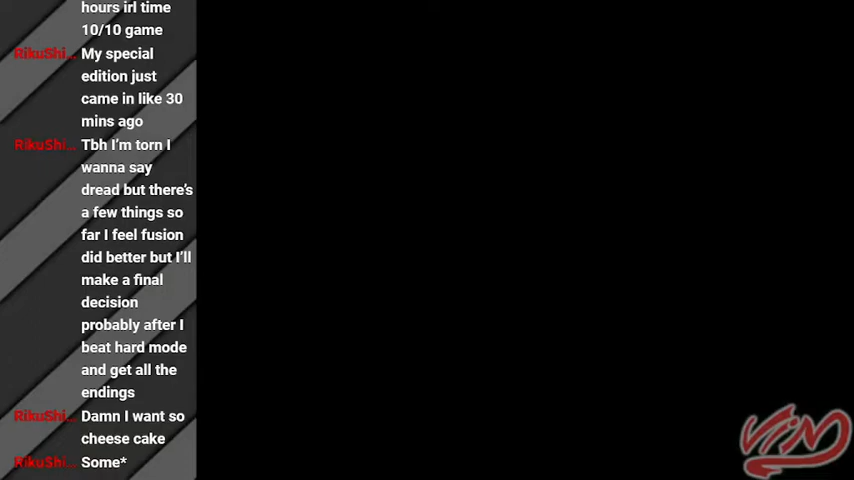 hours irl time
10/10 game
RikuShi... My special
edition just
came in like 30
mins ago
RikuShi... Tbh I'm torn I
wanna say
dread but there's
a few things so
far I feel fusion
did better but I'll
make a final
decision
probably after I
beat hard mode
and get all the
endings
RikuShi... Damn I want so
cheese cake
RikuShi... Some*